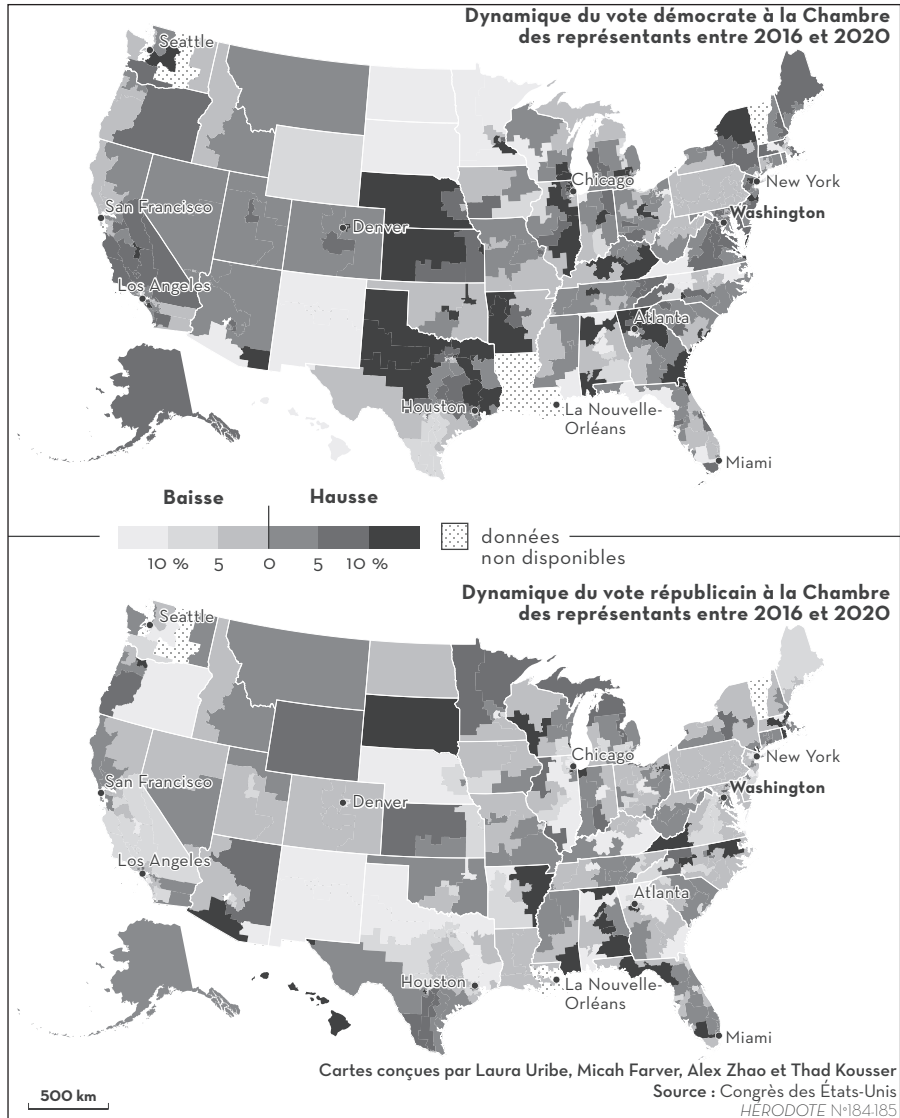 Dynamique du vote démocrate à la Chambre
des représentants entre 2016 et 2020
Seattle
Chicago
New York
San Francisco
Washington
Denver
Los Angeles
Atlanta
Houston
La Nouvelle-
Orléans
Miami
Baisse Hausse
10 % 5 0 5 10 %
données
non disponibles
Dynamique du vote républicain à la Chambre
des représentants entre 2016 et 2020
Seattle
Chicago
New York
San Francisco
Washington
Denver
Los Angeles
Atlanta
Houston
La Nouvelle-
Orléans
Miami
Cartes conçues par Laura Uribe, Micah Farver, Alex Zhao et Thad Kousser
500 km
Source : Congrès des États-Unis
HÉRODOTE N°184-185